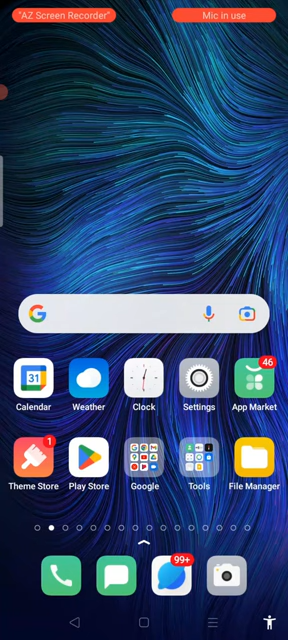 "AZ Screen Recorder" Mic in use
31
46
Calendar Weather Clock Settings App Market
1
Theme Store Play Store Google Tools File Manager
99+